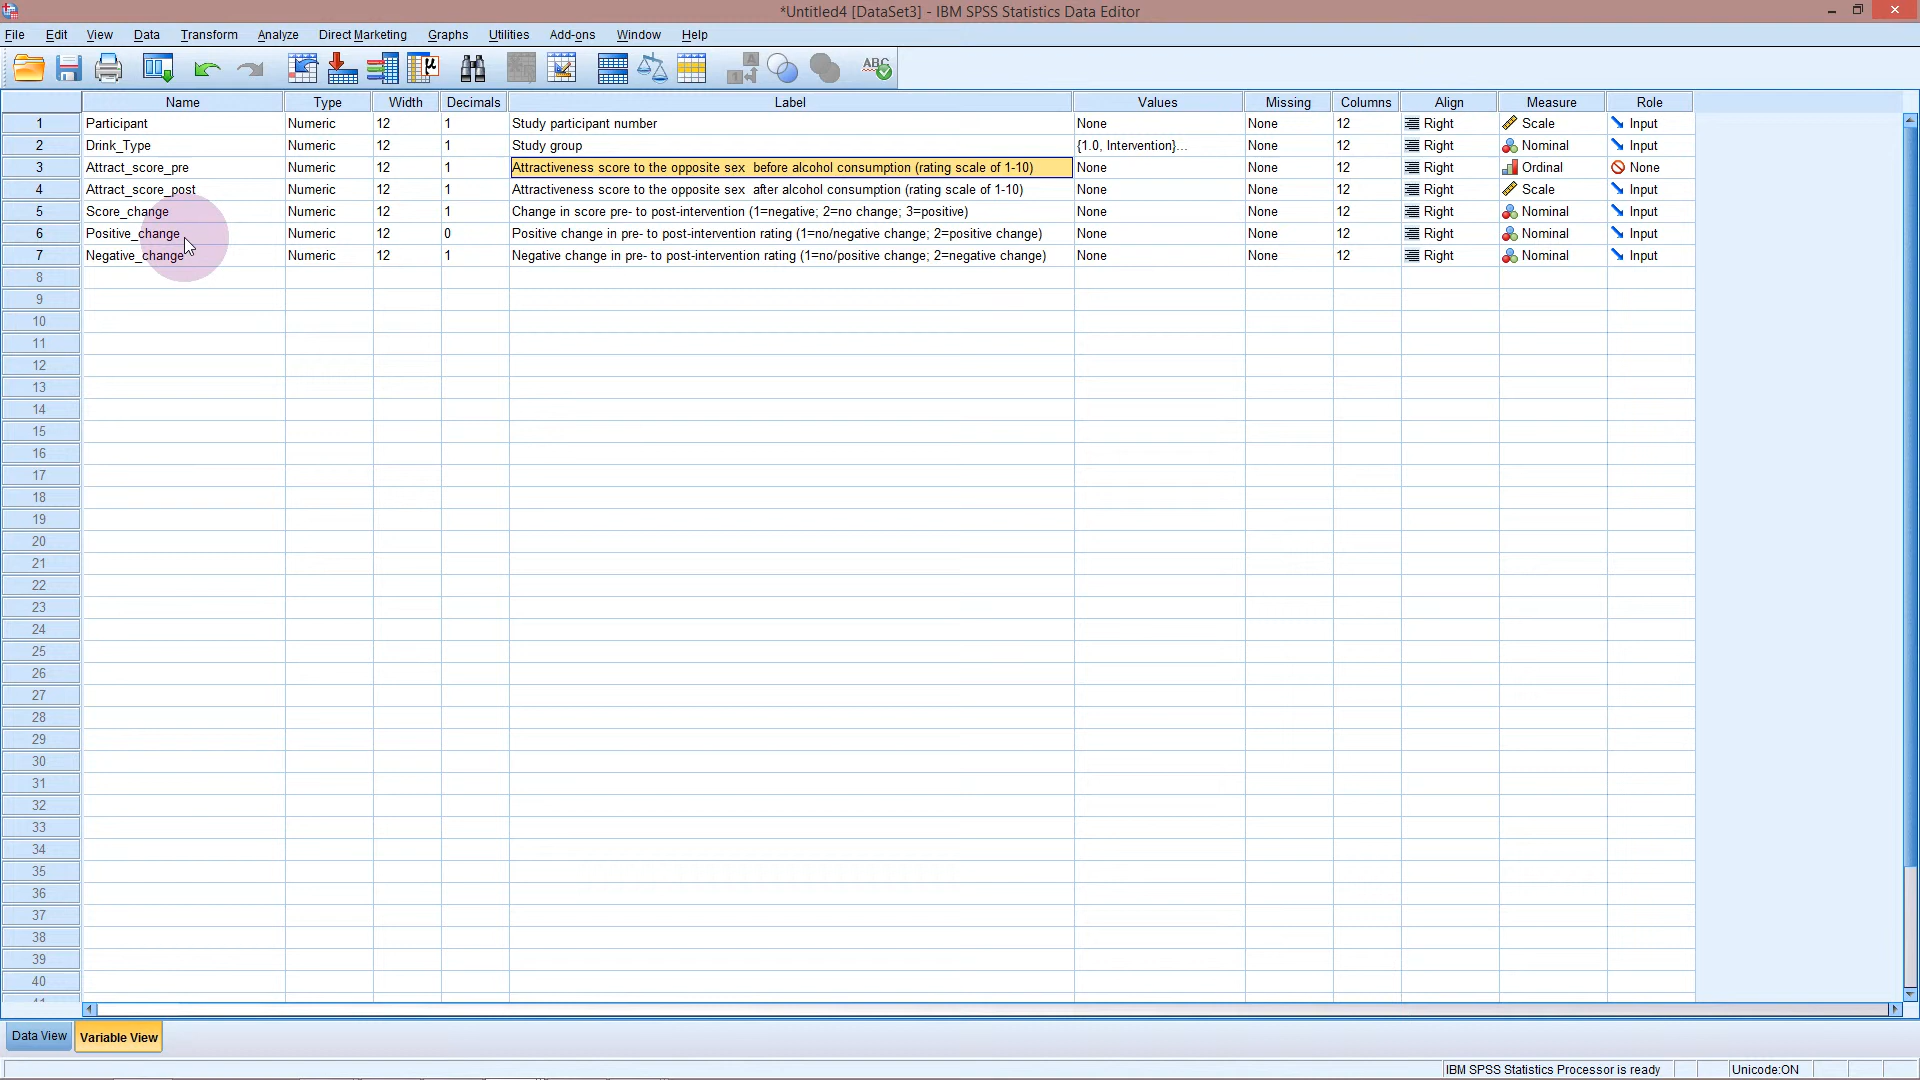 *Untitled4 [DataSet3] - IBM SPSS Statistics Data Editor
File Edit View Data Transform Analyze Direct Marketing Graphs Utilities Add-ons Window Help
Name Type Width Decimals Label Values Missing Columns Align Measure Role
1 Participant Numeric 12 1 Study participant number None None 12 Right Scale Input
2 Drink_Type Numeric 12 1 Study group {1.0, Intervention}... None 12 Right Nominal Input
3 Attract_score_pre Numeric 12 1 Attractiveness score to the opposite sex before alcohol consumption (rating scale of 1-10) None None 12 Right Ordinal None
4 Attract_score_post Numeric 12 1 Attractiveness score to the opposite sex after alcohol consumption (rating scale of 1-10) None None 12 Right Scale Input
5 Score_change Numeric 12 1 Change in score pre- to post-intervention (1=negative; 2=no change; 3=positive) None None 12 Right Nominal Input
6 Positive_change Numeric 12 0 Positive change in pre- to post-intervention rating (1=no/negative change; 2=positive change) None None 12 Right Nominal Input
7 Negative_change Numeric 12 1 Negative change in pre- to post-intervention rating (1=no/positive change; 2=negative change) None None 12 Right Nominal Input
8
9
10
11
12
13
14
15
16
17
18
19
20
21
22
23
24
25
26
27
28
29
30
31
32
33
34
35
36
37
38
39
40
Data View Variable View
IBM SPSS Statistics Processor is ready Unicode:ON